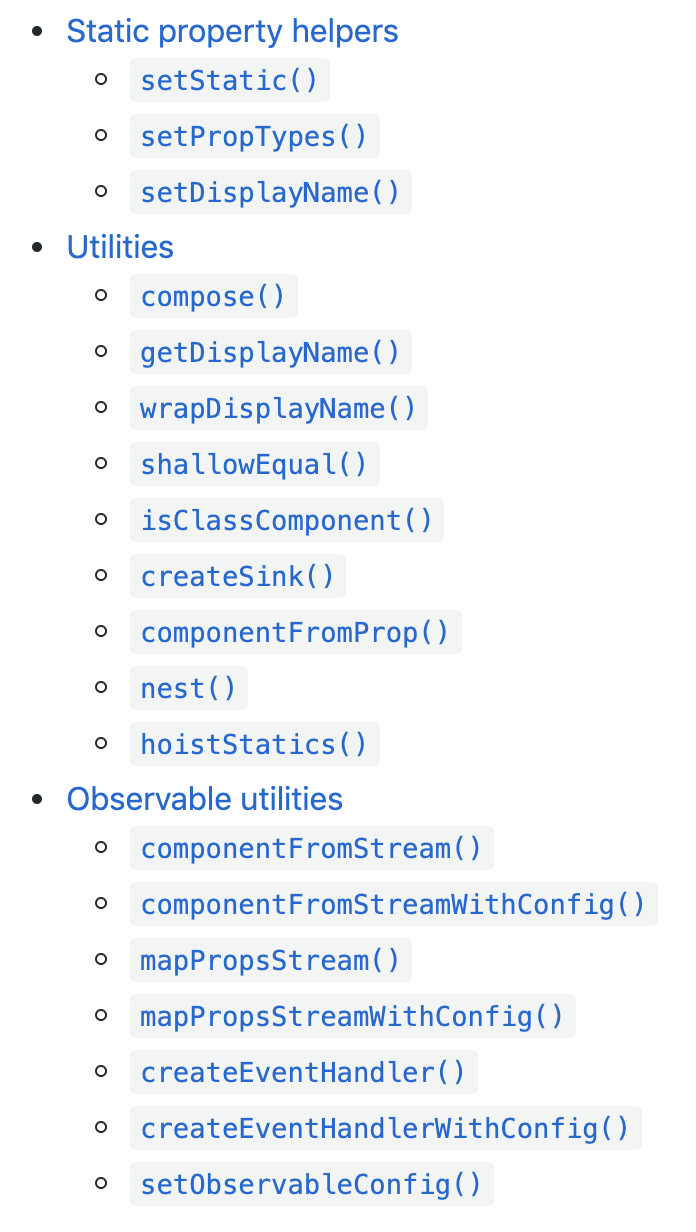 Static property helpers
setStatic()
setPropTypes()
setDisplayName()
Utilities
compose()
getDisplayName()
wrapDisplayName()
shallowEqual()
isClassComponent()
createSink()
componentFromProp()
nest()
hoistStatics()
Observable utilities
componentFromStream()
componentFromStreamWithConfig()
mapPropsStream()
mapPropsStreamWithConfig()
createEventHandler()
createEventHandlerWithConfig()
setObservableConfig()